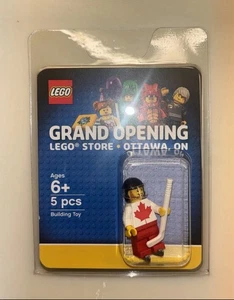 LEGO
GRAND OPENING
LEGO® STORE • OTTAWA, ON
Ages
6+
5 pcs
Building Toy